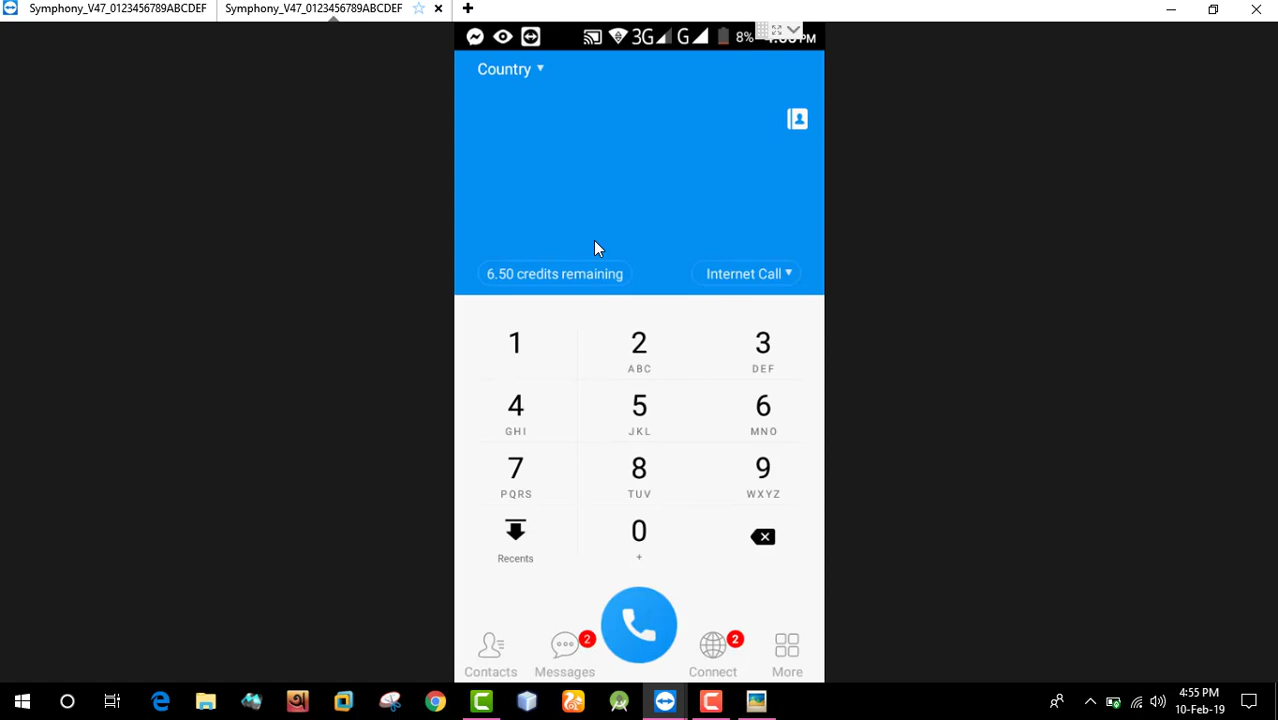 Symphony_V47_0123456789ABCDEF
Symphony_V47_0123456789ABCDEF
3G
G
8%
PM
Country
6.50 credits remaining
Internet Call
1
2
3
ABC
DEF
4
5
6
GHI
JKL
MNO
7
8
9
PQRS
TUV
WXYZ
0
Recents
+
2
2
Contacts
Messages
Connect
More
4:55 PM
10-Feb-19